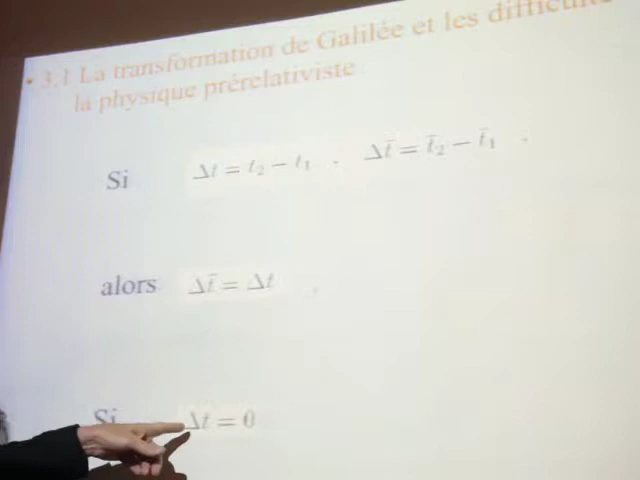 • 3.1 La transformation de Galilée et les
la physique prérelativiste
Si Δt = t₂ − t₁ , Δt̄ = t̄₂ − t̄₁ .
alors Δt̄ = Δt .
Si Δt = 0